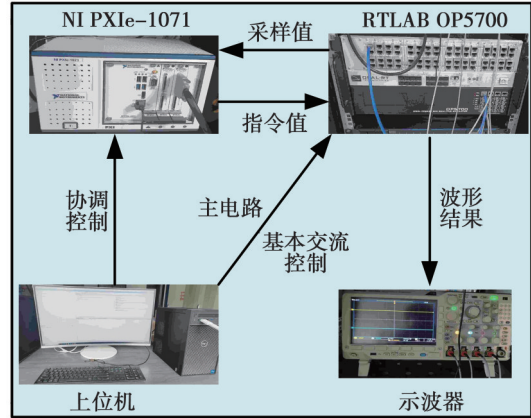 NI PXIe-1071
RTLAB OP5700
采样值
指令值
协调
控制
主电路
基本交流
控制
波形
结果
上位机
示波器